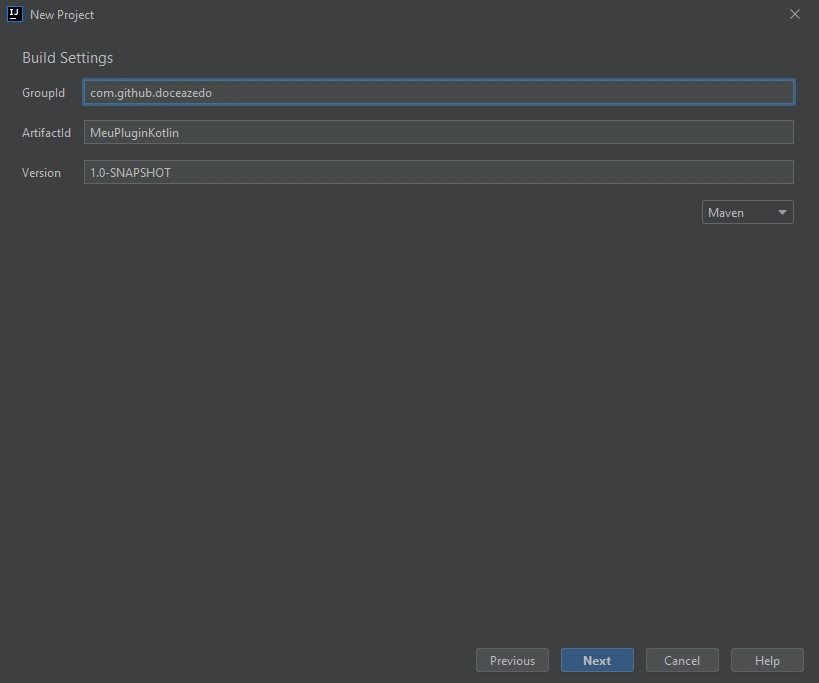 IJ New Project
Build Settings
GroupId com.github.doceazedo
ArtifactId MeuPluginKotlin
Version 1.0-SNAPSHOT
Maven
Previous Next Cancel Help